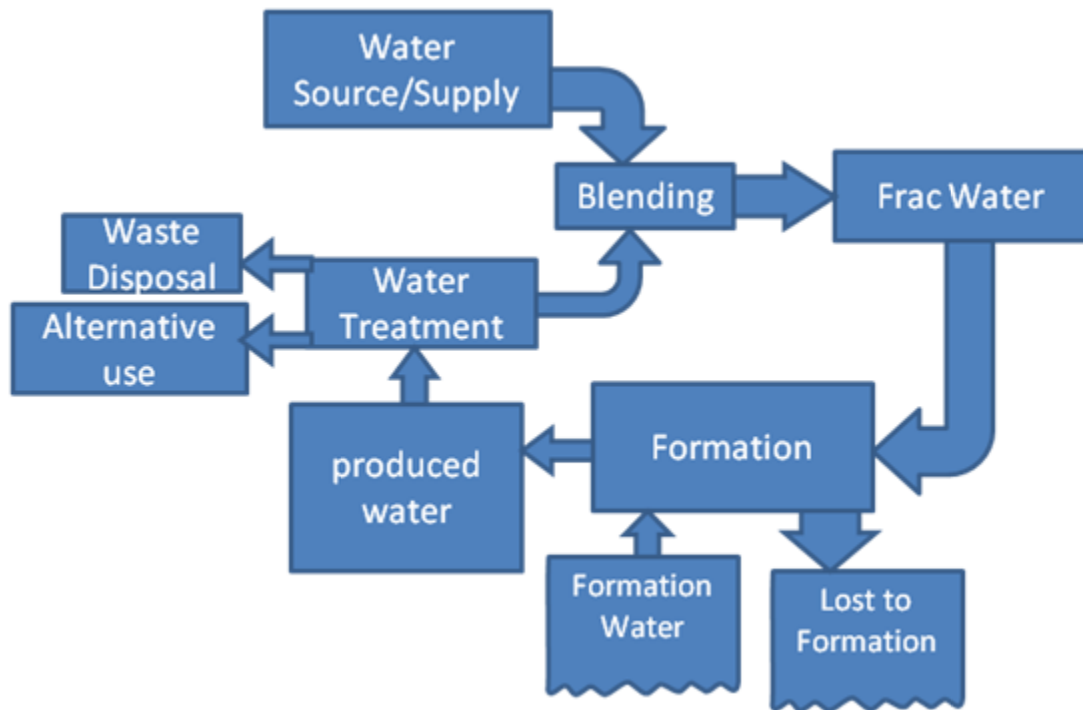 Water
Source/Supply
Blending
Frac Water
Waste
Disposal
Water
Treatment
Alternative
use
produced
water
Formation
Formation
Water
Lost to
Formation